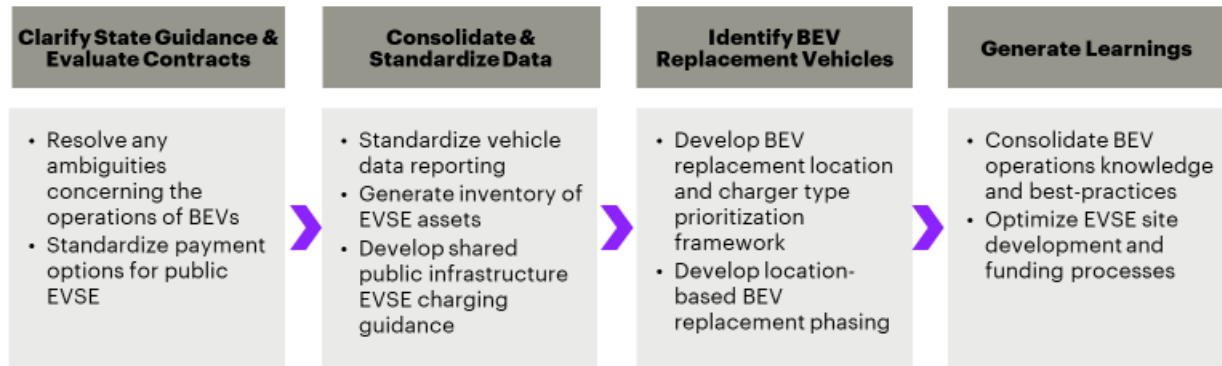 Clarify State Guidance &
Evaluate Contracts
• Resolve any
ambiguities
concerning the
operations of BEVs
• Standardize payment
options for public
EVSE
Consolidate &
Standardize Data
• Standardize vehicle
data reporting
• Generate inventory of
EVSE assets
• Develop shared
public infrastructure
EVSE charging
guidance
Identify BEV
Replacement Vehicles
• Develop BEV
replacement location
and charger type
prioritization
framework
• Develop location-
based BEV
replacement phasing
Generate Learnings
• Consolidate BEV
operations knowledge
and best-practices
• Optimize EVSE site
development and
funding processes